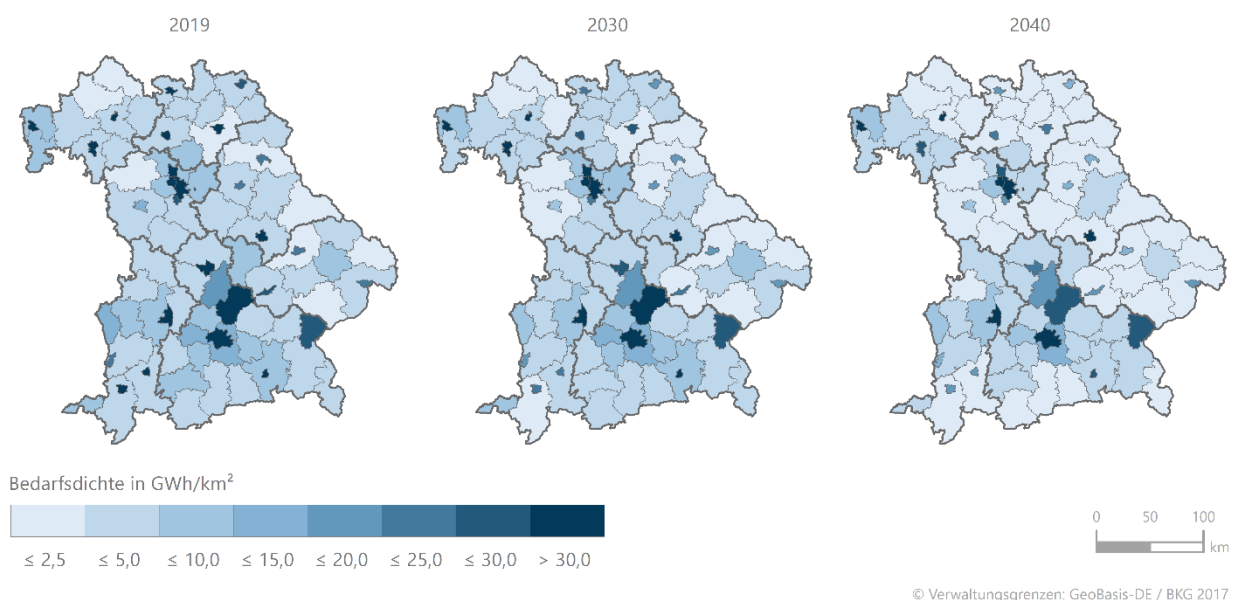 2019 2030 2040
Bedarfsdichte in GWh/km²
≤ 2,5 ≤ 5,0 ≤ 10,0 ≤ 15,0 ≤ 20,0 ≤ 25,0 ≤ 30,0 > 30,0
0 50 100
km
© Verwaltungsgrenzen: GeoBasis-DE / BKG 2017